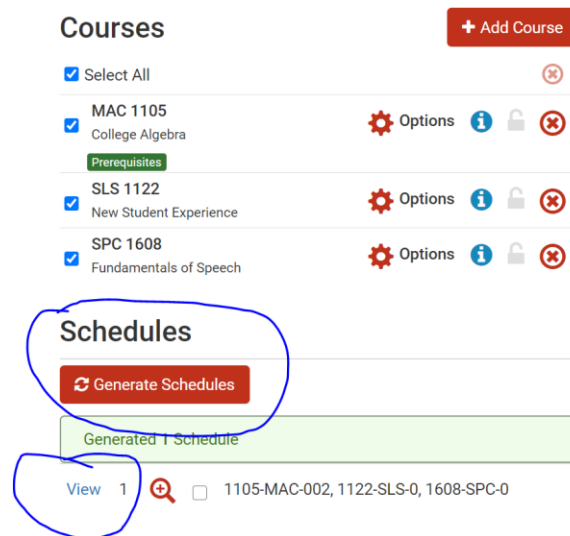 Courses
+ Add Course
Select All
MAC 1105
College Algebra
Options
Prerequisites
SLS 1122
New Student Experience
Options
SPC 1608
Fundamentals of Speech
Options
Schedules
Generate Schedules
Generated 1 Schedule
View 1 1105-MAC-002, 1122-SLS-0, 1608-SPC-0